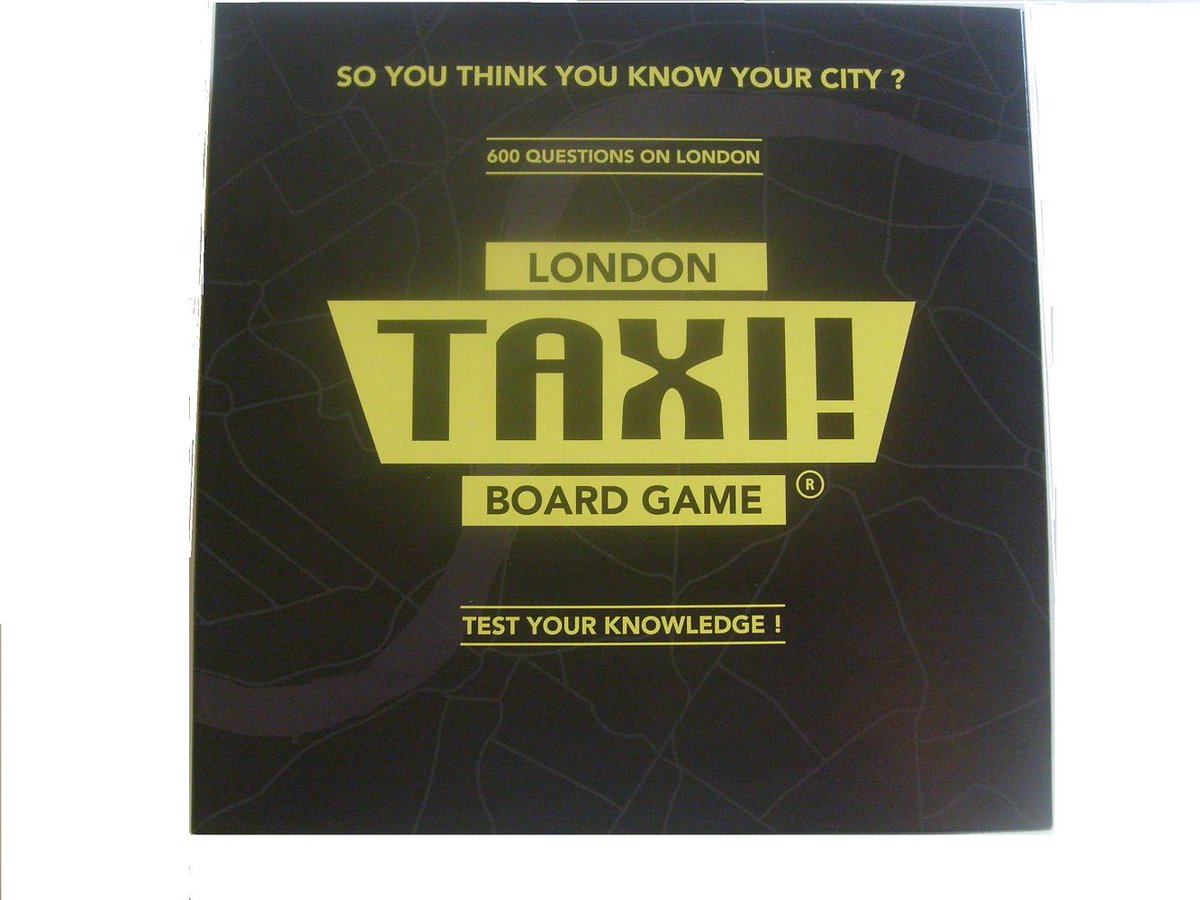 SO YOU THINK YOU KNOW YOUR CITY ?
600 QUESTIONS ON LONDON
LONDON
TAXI!
BOARD GAME ®
TEST YOUR KNOWLEDGE !